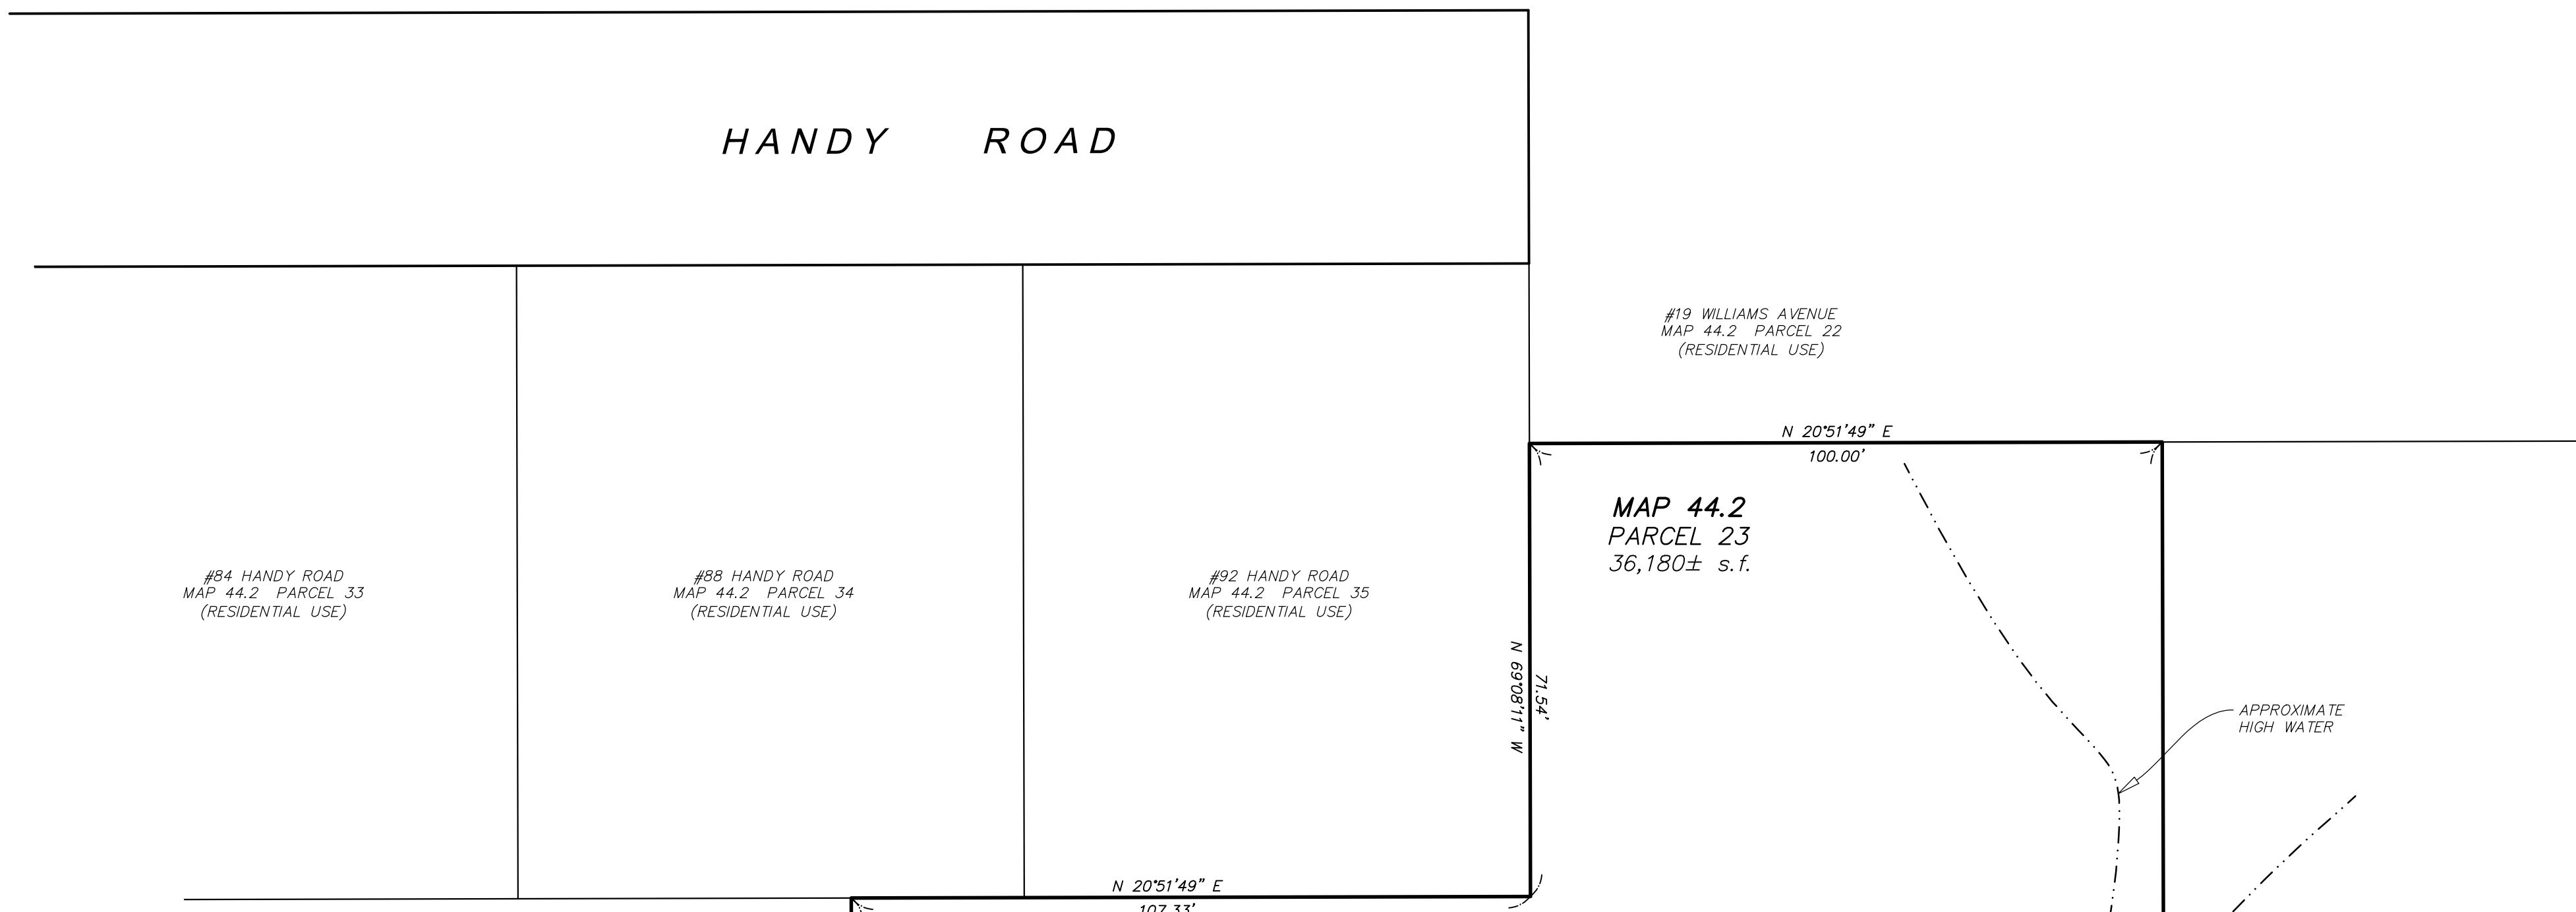 HANDY ROAD
#19 WILLIAMS AVENUE
MAP 44.2 PARCEL 22
(RESIDENTIAL USE)
N 20°51'49" E
100.00'
MAP 44.2
PARCEL 23
36,180± s.f.
#84 HANDY ROAD
MAP 44.2 PARCEL 33
(RESIDENTIAL USE)
#88 HANDY ROAD
MAP 44.2 PARCEL 34
(RESIDENTIAL USE)
#92 HANDY ROAD
MAP 44.2 PARCEL 35
(RESIDENTIAL USE)
N 69°08'11" W
71.54'
APPROXIMATE
HIGH WATER
N 20°51'49" E
107.33'